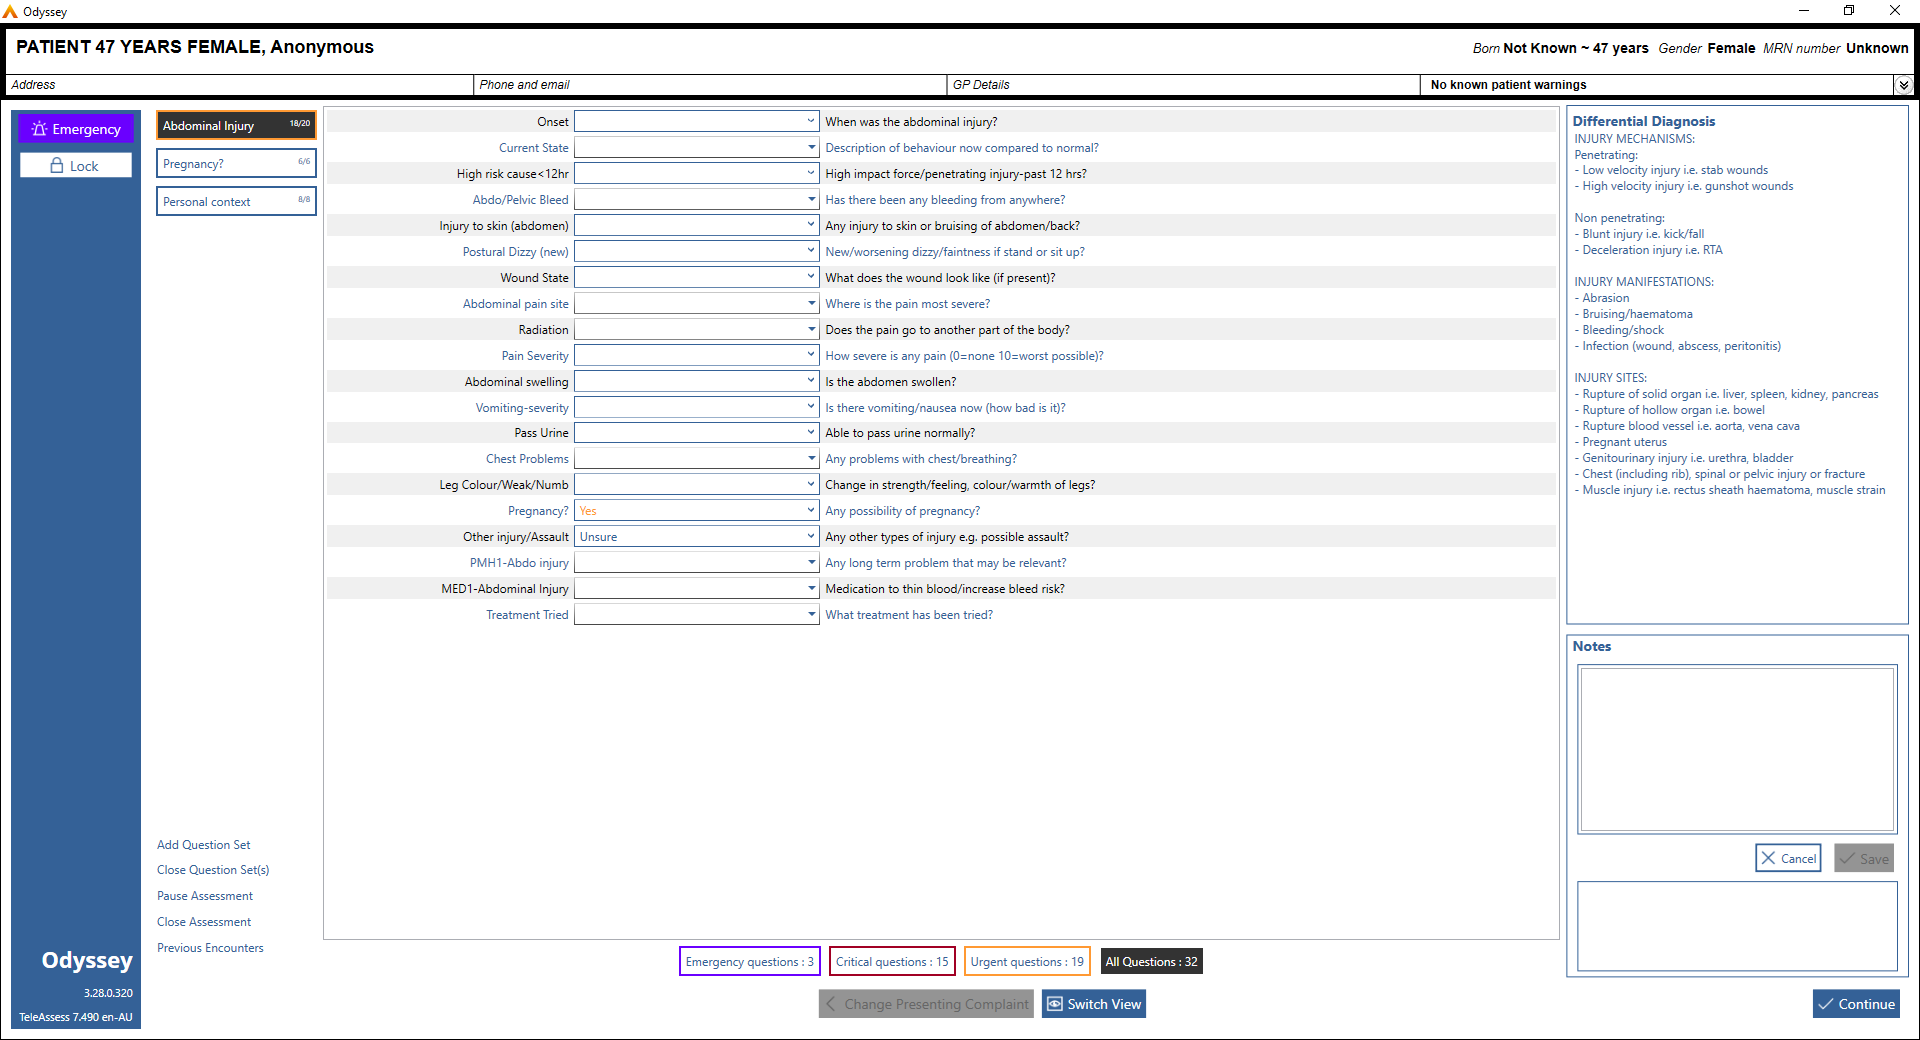 Odyssey
PATIENT 47 YEARS FEMALE, Anonymous
Born Not Known ~ 47 years Gender Female MRN number Unknown
Address
Phone and email
GP Details
No known patient warnings
Emergency
Lock
Abdominal Injury 18/20
Pregnancy? 6/6
Personal context 8/8
Onset When was the abdominal injury?
Current State Description of behaviour now compared to normal?
High risk cause<12hr High impact force/penetrating injury-past 12 hrs?
Abdo/Pelvic Bleed Has there been any bleeding from anywhere?
Injury to skin (abdomen) Any injury to skin or bruising of abdomen/back?
Postural Dizzy (new) New/worsening dizzy/faintness if stand or sit up?
Wound State What does the wound look like (if present)?
Abdominal pain site Where is the pain most severe?
Radiation Does the pain go to another part of the body?
Pain Severity How severe is any pain (0=none 10=worst possible)?
Abdominal swelling Is the abdomen swollen?
Vomiting-severity Is there vomiting/nausea now (how bad is it)?
Pass Urine Able to pass urine normally?
Chest Problems Any problems with chest/breathing?
Leg Colour/Weak/Numb Change in strength/feeling, colour/warmth of legs?
Pregnancy? Yes Any possibility of pregnancy?
Other injury/Assault Unsure Any other types of injury e.g. possible assault?
PMH1-Abdo injury Any long term problem that may be relevant?
MED1-Abdominal Injury Medication to thin blood/increase bleed risk?
Treatment Tried What treatment has been tried?
Differential Diagnosis
INJURY MECHANISMS:
Penetrating:
- Low velocity injury i.e. stab wounds
- High velocity injury i.e. gunshot wounds
Non penetrating:
- Blunt injury i.e. kick/fall
- Deceleration injury i.e. RTA
INJURY MANIFESTATIONS:
- Abrasion
- Bruising/haematoma
- Bleeding/shock
- Infection (wound, abscess, peritonitis)
INJURY SITES:
- Rupture of solid organ i.e. liver, spleen, kidney, pancreas
- Rupture of hollow organ i.e. bowel
- Rupture blood vessel i.e. aorta, vena cava
- Pregnant uterus
- Genitourinary injury i.e. urethra, bladder
- Chest (including rib), spinal or pelvic injury or fracture
- Muscle injury i.e. rectus sheath haematoma, muscle strain
Notes
Cancel
Save
Add Question Set
Close Question Set(s)
Pause Assessment
Close Assessment
Previous Encounters
Odyssey
3.28.0.320
TeleAssess 7.490 en-AU
Emergency questions : 3
Critical questions : 15
Urgent questions : 19
All Questions : 32
Change Presenting Complaint
Switch View
Continue